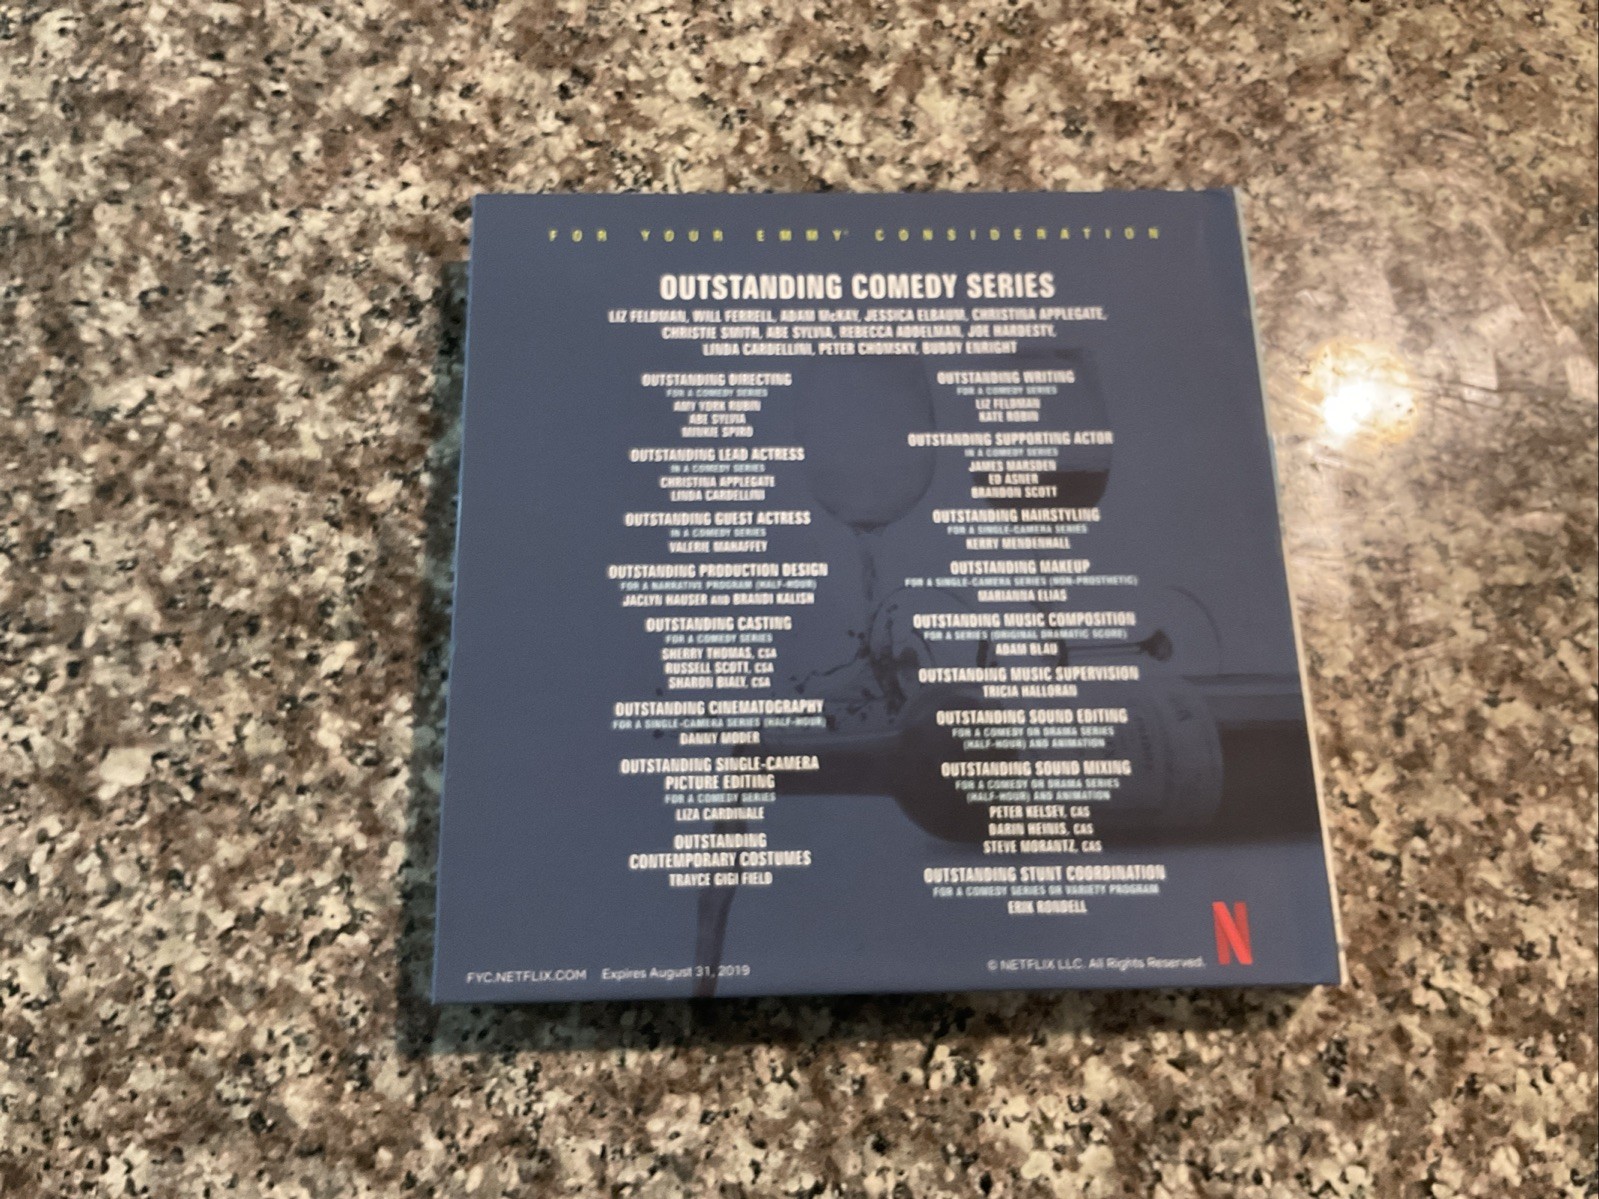 FOR YOUR EMMY® CONSIDERATION
OUTSTANDING COMEDY SERIES
LIZ FELDMAN, WILL FERRELL, ADAM McKAY, JESSICA ELBAUM, CHRISTINA APPLEGATE,
CHRISTIE SMITH, ABE SYLVIA, REBECCA ADDELMAN, JOE HARDESTY,
LINDA CARDELLINI, PETER CHOMSKY, BUDDY ENRIGHT
OUTSTANDING DIRECTING
FOR A COMEDY SERIES
AMY YORK RUBIN
ABE SYLVIA
MINKIE SPIRO
OUTSTANDING LEAD ACTRESS
IN A COMEDY SERIES
CHRISTINA APPLEGATE
LINDA CARDELLINI
OUTSTANDING GUEST ACTRESS
IN A COMEDY SERIES
VALERIE MAHAFFEY
OUTSTANDING PRODUCTION DESIGN
FOR A NARRATIVE PROGRAM (HALF-HOUR)
JACLYN HAUSER AND BRANDI KALISH
OUTSTANDING CASTING
FOR A COMEDY SERIES
SHERRY THOMAS, CSA
RUSSELL SCOTT, CSA
SHARON BIALY, CSA
OUTSTANDING CINEMATOGRAPHY
FOR A SINGLE-CAMERA SERIES (HALF-HOUR)
DANNY MODER
OUTSTANDING SINGLE-CAMERA
PICTURE EDITING
FOR A COMEDY SERIES
LIZA CARDINALE
OUTSTANDING
CONTEMPORARY COSTUMES
TRAYCE GIGI FIELD
OUTSTANDING WRITING
FOR A COMEDY SERIES
LIZ FELDMAN
KATE ROBIN
OUTSTANDING SUPPORTING ACTOR
IN A COMEDY SERIES
JAMES MARSDEN
ED ASNER
BRANDON SCOTT
OUTSTANDING HAIRSTYLING
FOR A SINGLE-CAMERA SERIES
KERRY MENDENHALL
OUTSTANDING MAKEUP
FOR A SINGLE-CAMERA SERIES (NON-PROSTHETIC)
MARIANNA ELIAS
OUTSTANDING MUSIC COMPOSITION
FOR A SERIES (ORIGINAL DRAMATIC SCORE)
ADAM BLAU
OUTSTANDING MUSIC SUPERVISION
TRICIA HALLORAN
OUTSTANDING SOUND EDITING
FOR A COMEDY OR DRAMA SERIES
(HALF-HOUR) AND ANIMATION
OUTSTANDING SOUND MIXING
FOR A COMEDY OR DRAMA SERIES
(HALF-HOUR) AND ANIMATION
PETER KELSEY, CAS
DARIN HEINIS, CAS
STEVE MORANTZ, CAS
OUTSTANDING STUNT COORDINATION
FOR A COMEDY SERIES OR VARIETY PROGRAM
ERIK RONDELL
FYC.NETFLIX.COM Expires August 31, 2019
© NETFLIX LLC. All Rights Reserved.
N